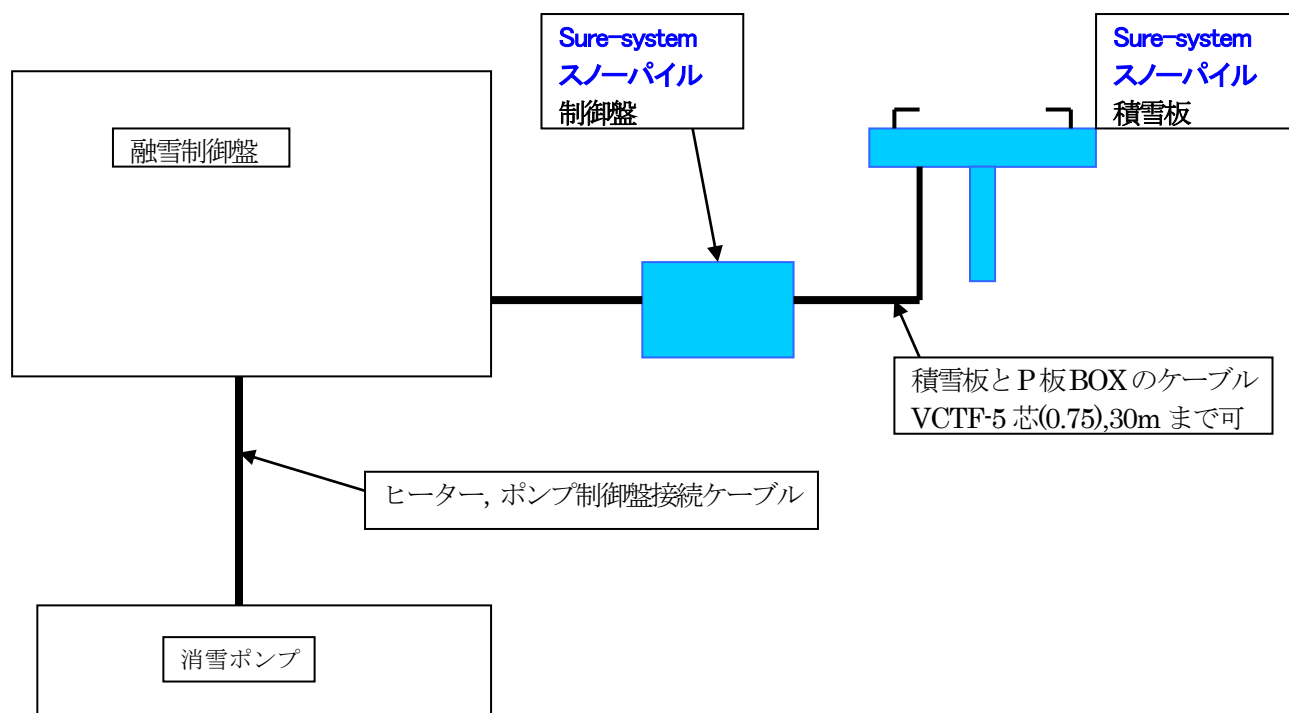 Sure-system
スノーパイル
制御盤
Sure-system
スノーパイル
積雪板
融雪制御盤
積雪板とP板BOXのケーブル
VCTF-5芯(0.75),30mまで可
ヒーター, ポンプ制御盤接続ケーブル
消雪ポンプ